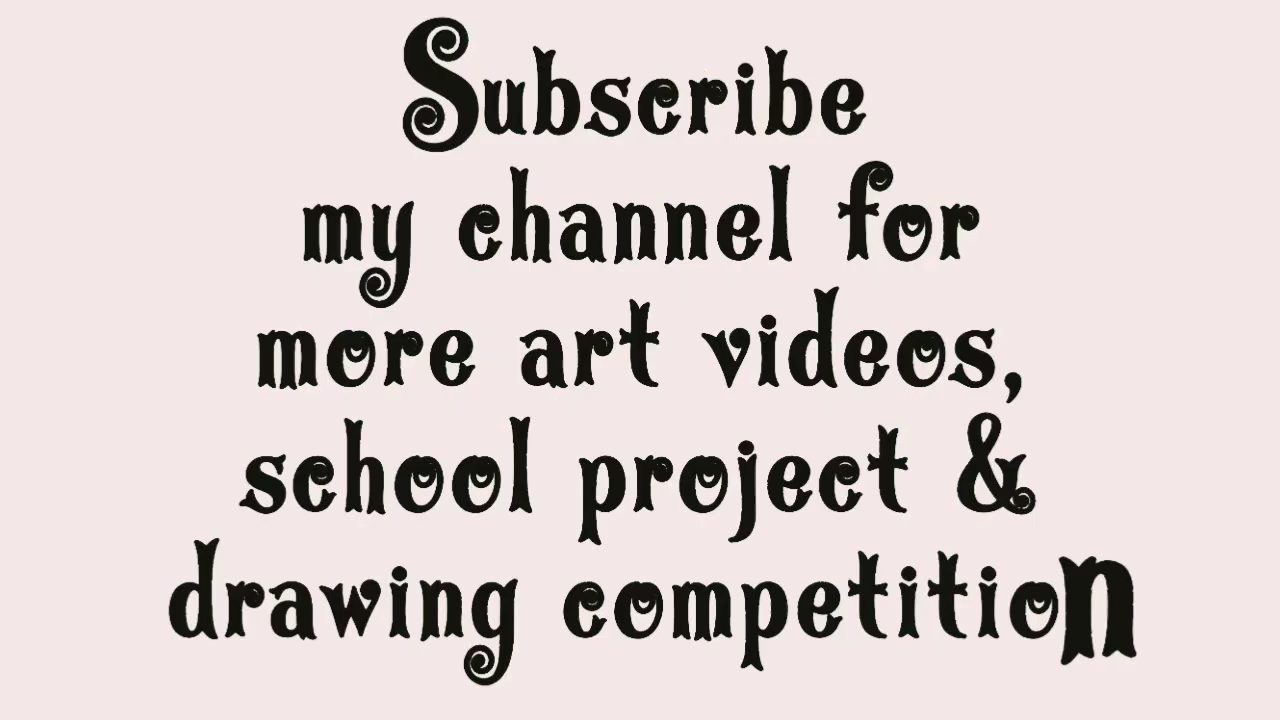 Subscribe
my channel for
more art videos,
school project &
drawing competition